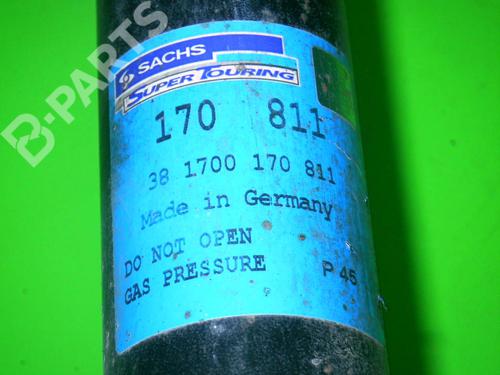 B-PARTS
SACHS
SUPER TOURING
170 811
38 1700 170 811
Made in Germany
DO NOT OPEN
GAS PRESSURE P 45